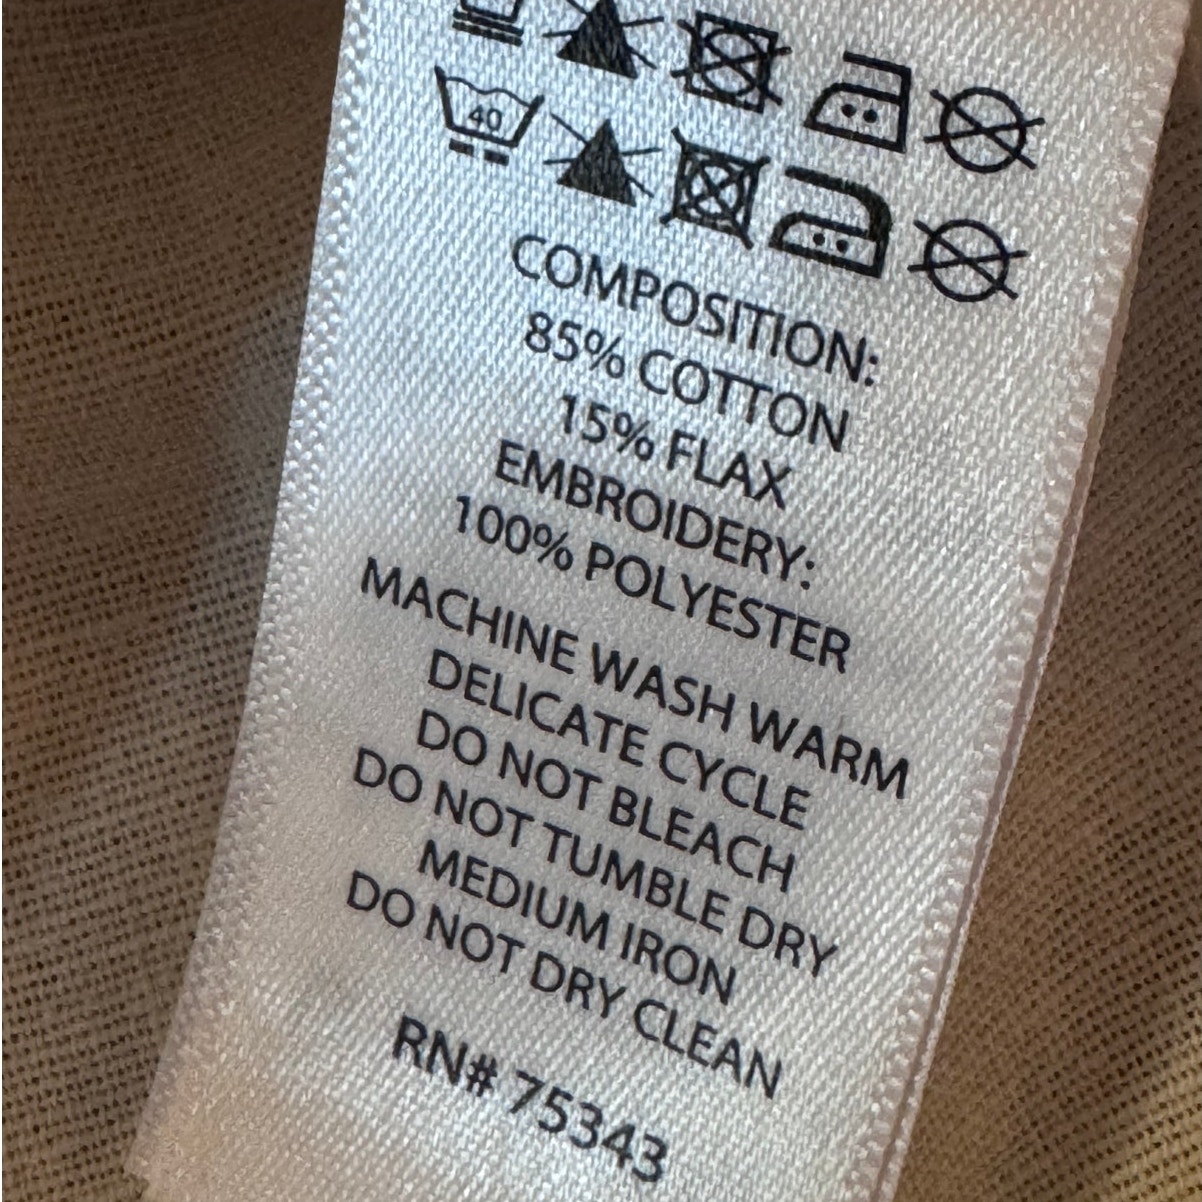 40
COMPOSITION:
85% COTTON
15% FLAX
EMBROIDERY:
100% POLYESTER
MACHINE WASH WARM
DELICATE CYCLE
DO NOT BLEACH
DO NOT TUMBLE DRY
MEDIUM IRON
DO NOT DRY CLEAN
RN# 75343